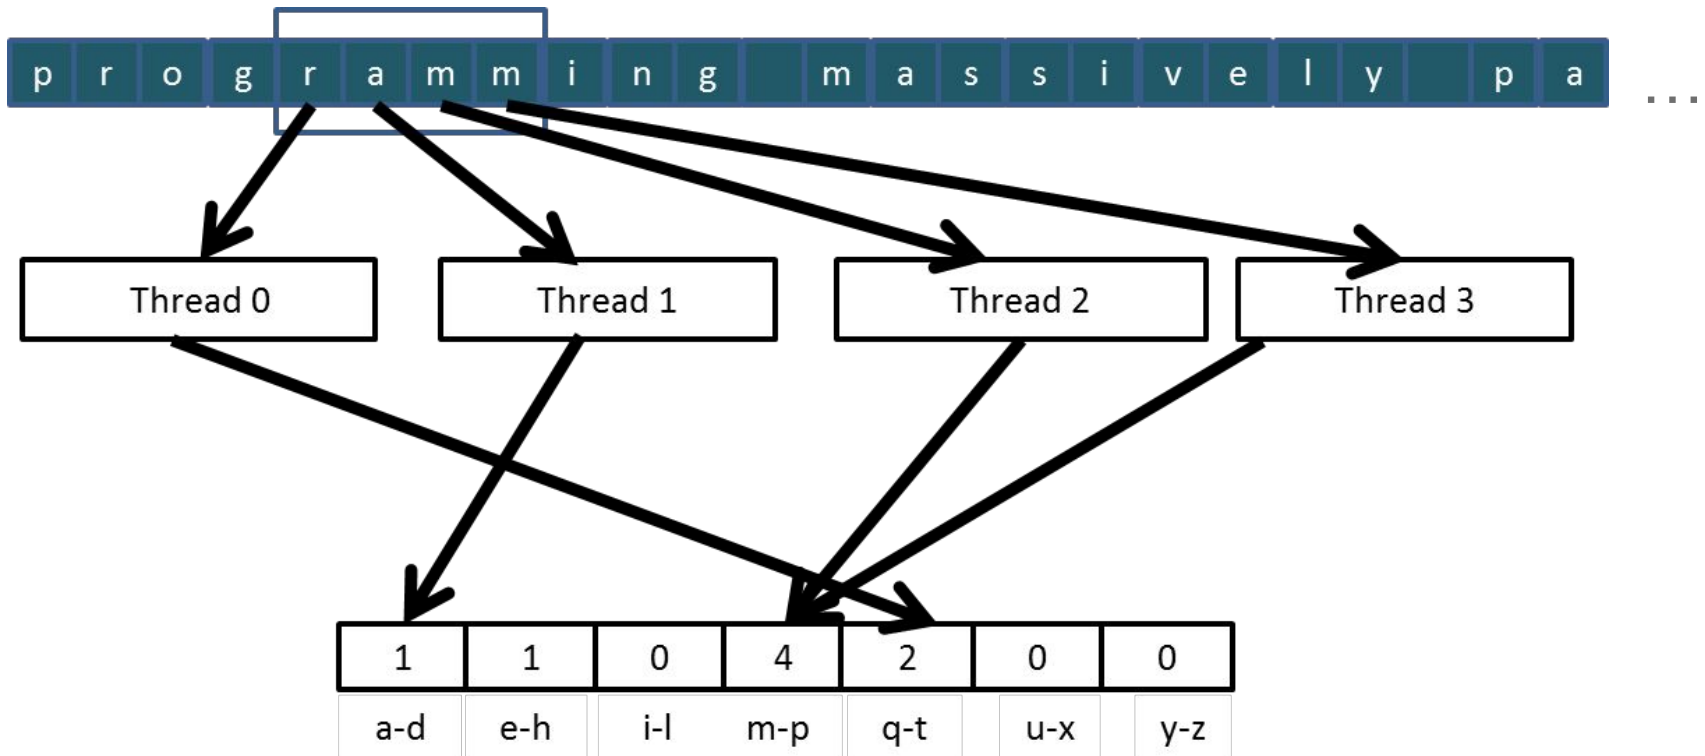 p r o g r a m m i n g m a s s i v e l y p a ...
Thread 0 Thread 1 Thread 2 Thread 3
1 1 0 4 2 0 0
a-d e-h i-l m-p q-t u-x y-z